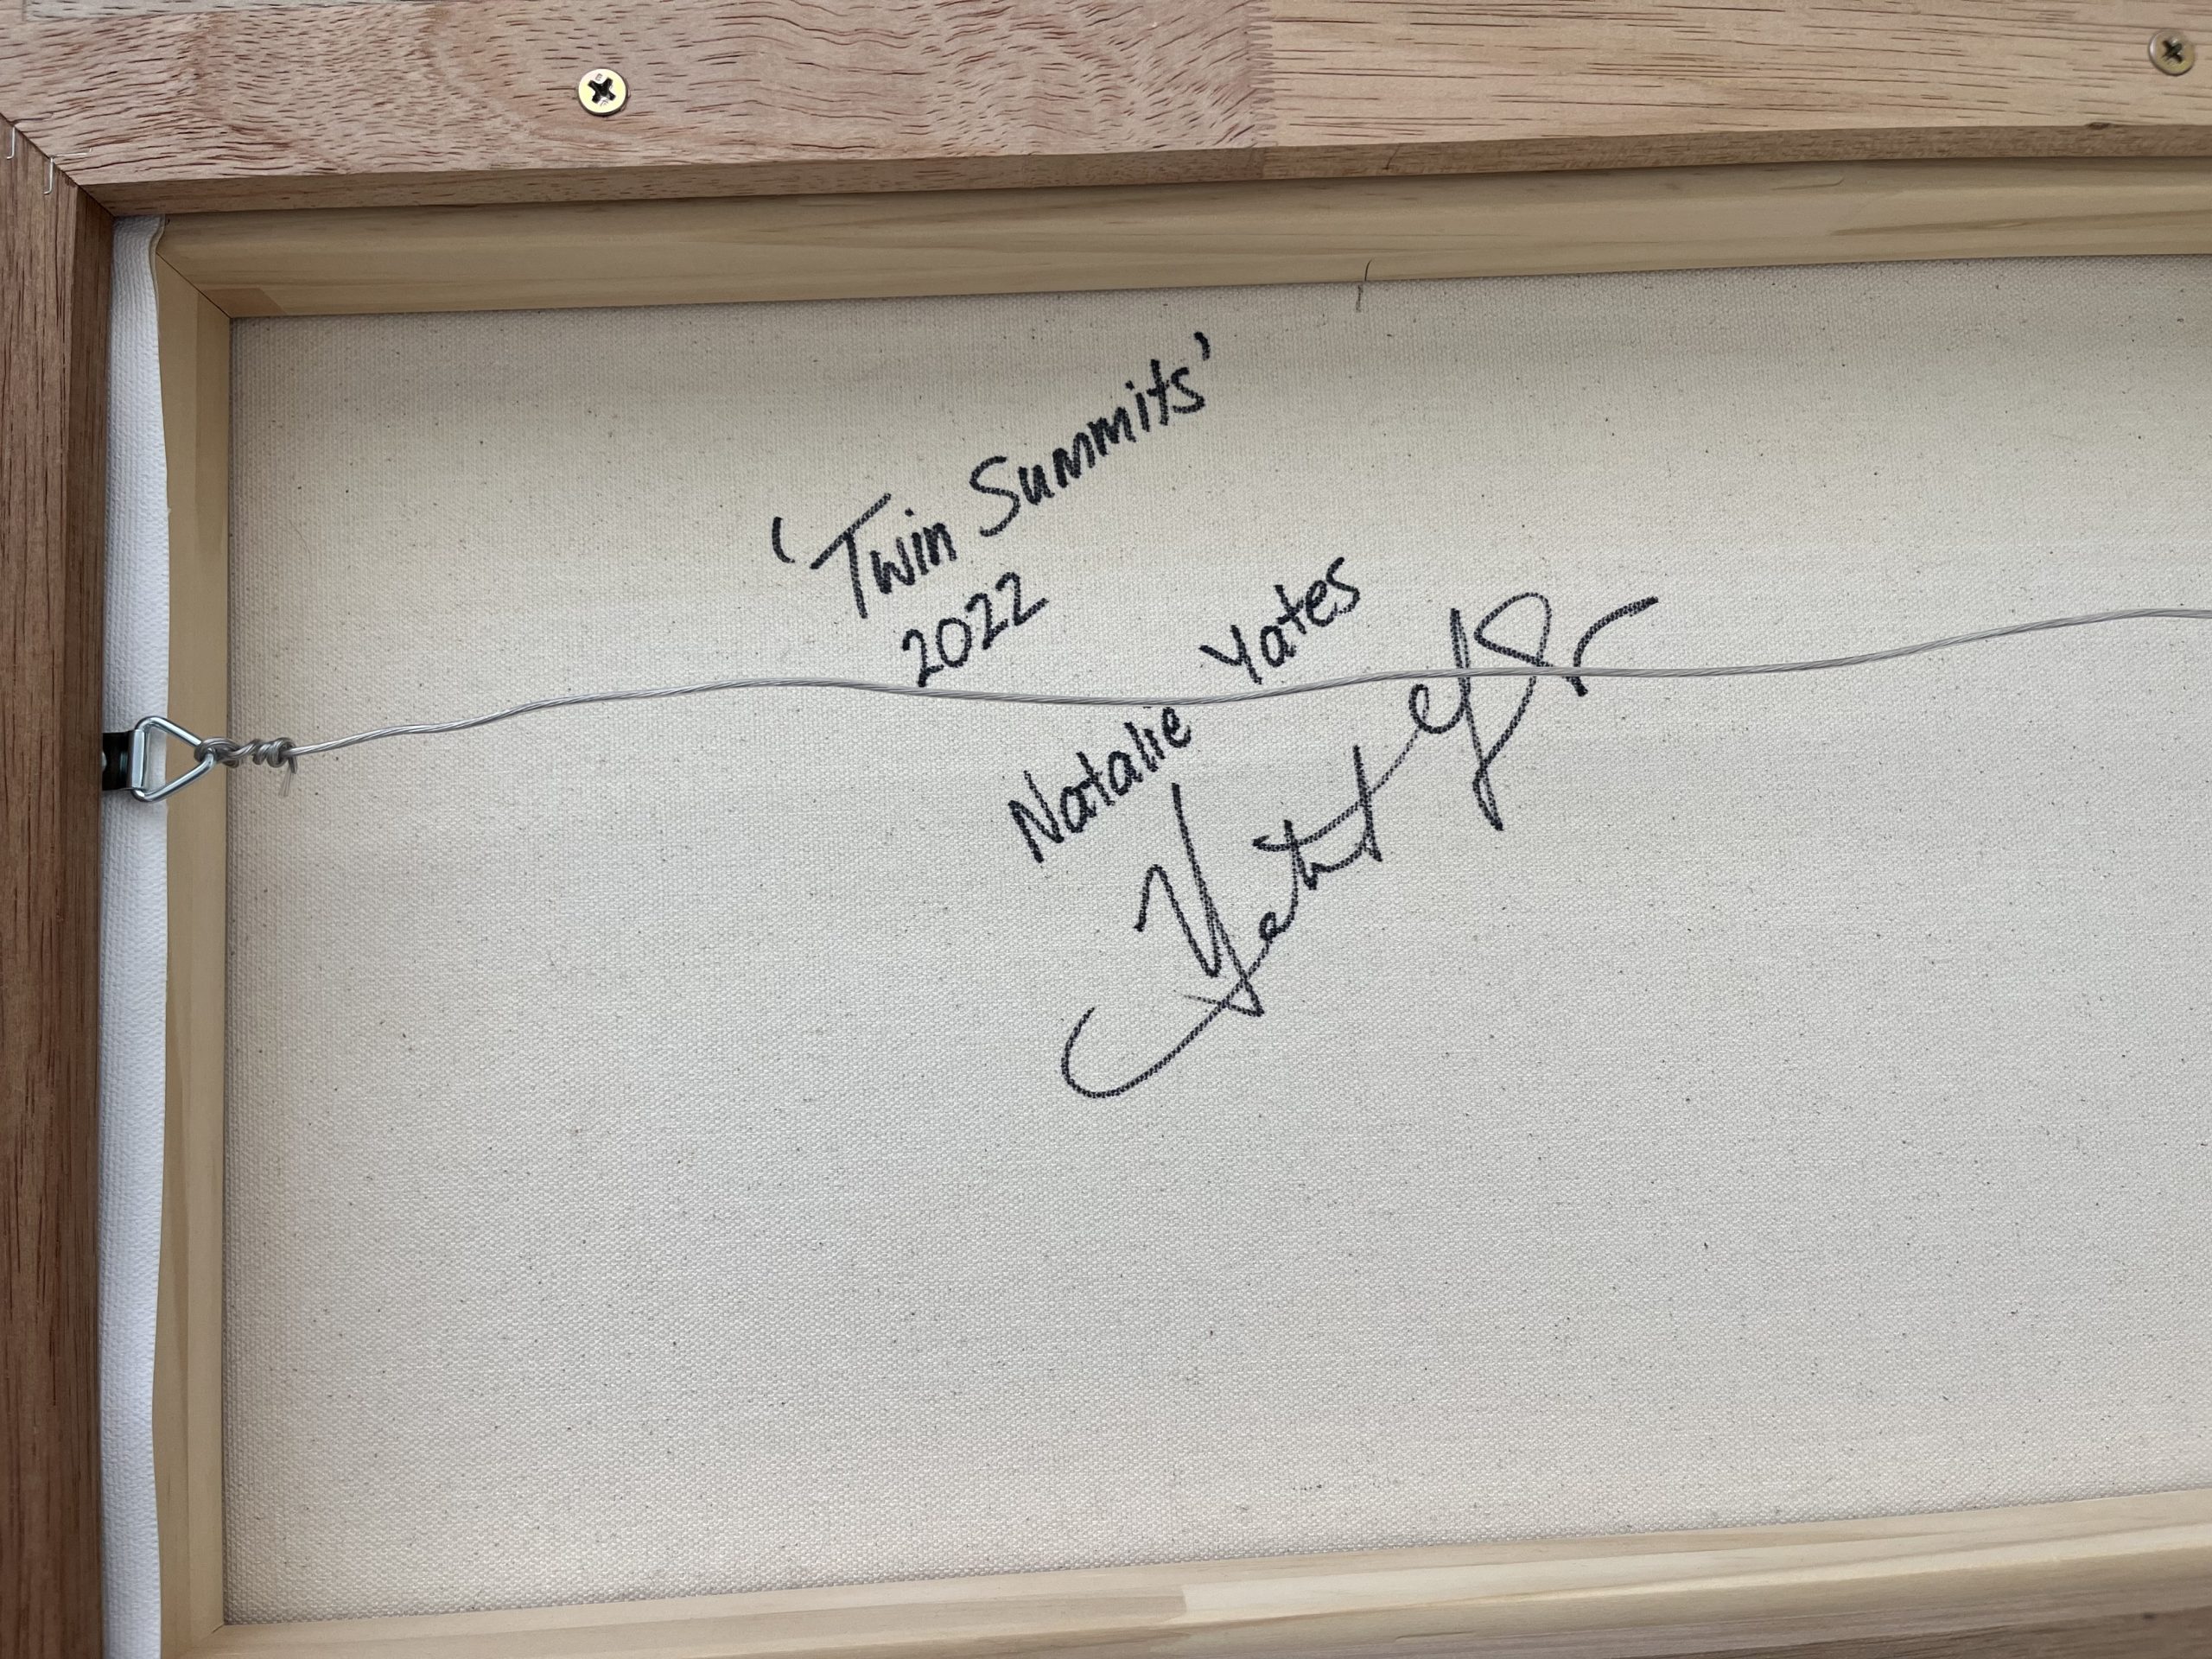 'Twin Summits'
2022
Natalie Yates